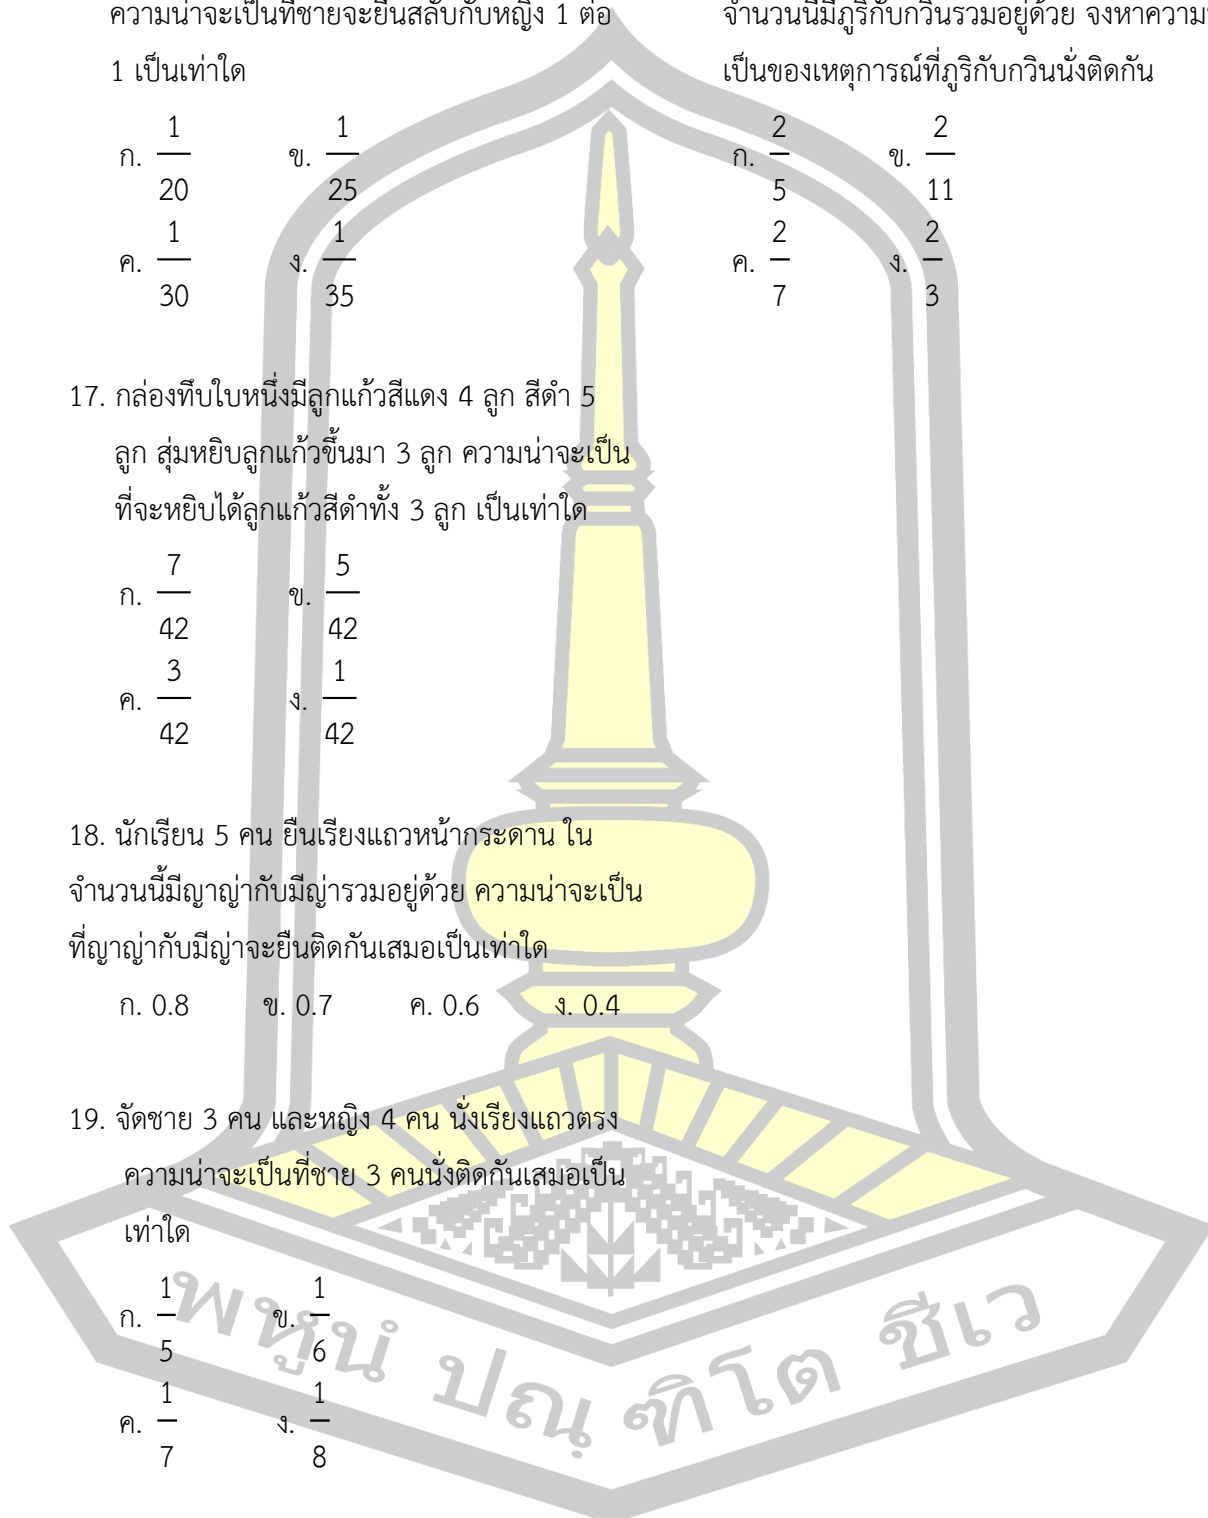 ความน่าจะเป็นที่ชายจะยืนสลับกับหญิง 1 ต่อ
1 เป็นเท่าใด
ก. 1/20 ข. 1/25
ค. 1/30 ง. 1/35
17. กล่องทึบใบหนึ่งมีลูกแก้วสีแดง 4 ลูก สีดำ 5
ลูก สุ่มหยิบลูกแก้วขึ้นมา 3 ลูก ความน่าจะเป็น
ที่จะหยิบได้ลูกแก้วสีดำทั้ง 3 ลูก เป็นเท่าใด
ก. 7/42 ข. 5/42
ค. 3/42 ง. 1/42
18. นักเรียน 5 คน ยืนเรียงแถวหน้ากระดาน ใน
จำนวนนี้มีญาญ่ากับมีญ่ารวมอยู่ด้วย ความน่าจะเป็น
ที่ญาญ่ากับมีญ่าจะยืนติดกันเสมอเป็นเท่าใด
ก. 0.8 ข. 0.7 ค. 0.6 ง. 0.4
19. จัดชาย 3 คน และหญิง 4 คน นั่งเรียงแถวตรง
ความน่าจะเป็นที่ชาย 3 คนนั่งติดกันเสมอเป็น
เท่าใด
ก. 1/5 ข. 1/6
ค. 1/7 ง. 1/8
จำนวนนี้มีภูริกับกวินรวมอยู่ด้วย จงหาความ
เป็นของเหตุการณ์ที่ภูริกับกวินนั่งติดกัน
ก. 2/5 ข. 2/11
ค. 2/7 ง. 2/3
พหูนํ ปณฺฑิโต ชีเว